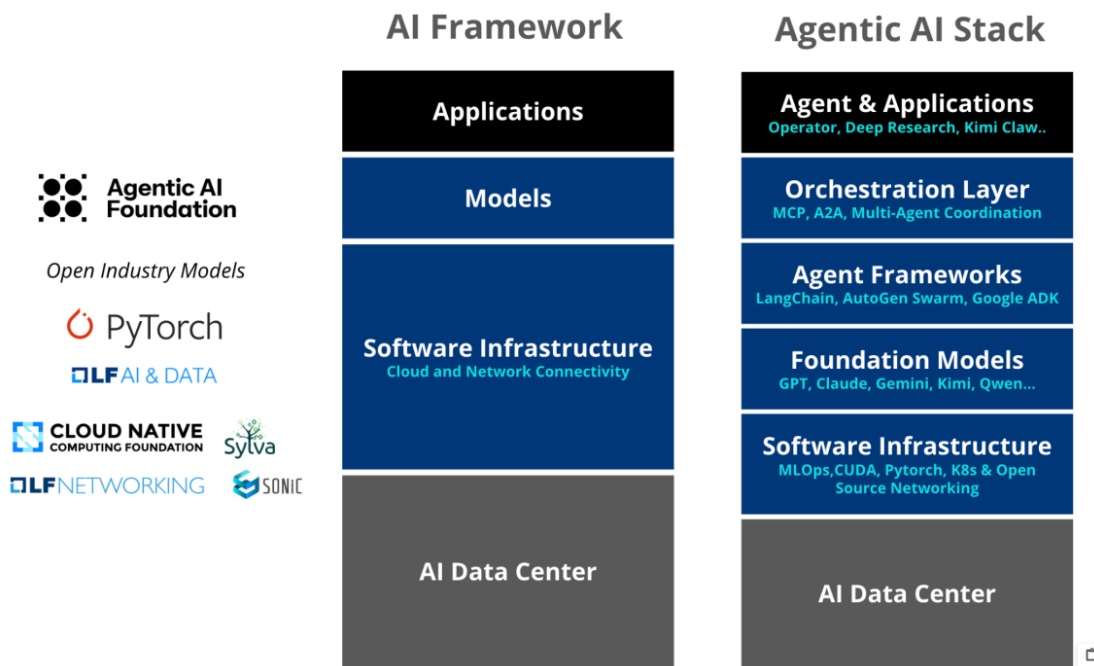 AI Framework
Agentic AI Stack
Agentic AI
Foundation
Open Industry Models
PyTorch
LF AI & DATA
CLOUD NATIVE
COMPUTING FOUNDATION
Sylva
LFNETWORKING
SONiC
Applications
Models
Software Infrastructure
Cloud and Network Connectivity
AI Data Center
Agent & Applications
Operator, Deep Research, Kimi Claw..
Orchestration Layer
MCP, A2A, Multi-Agent Coordination
Agent Frameworks
LangChain, AutoGen Swarm, Google ADK
Foundation Models
GPT, Claude, Gemini, Kimi, Qwen...
Software Infrastructure
MLOps,CUDA, Pytorch, K8s & Open
Source Networking
AI Data Center